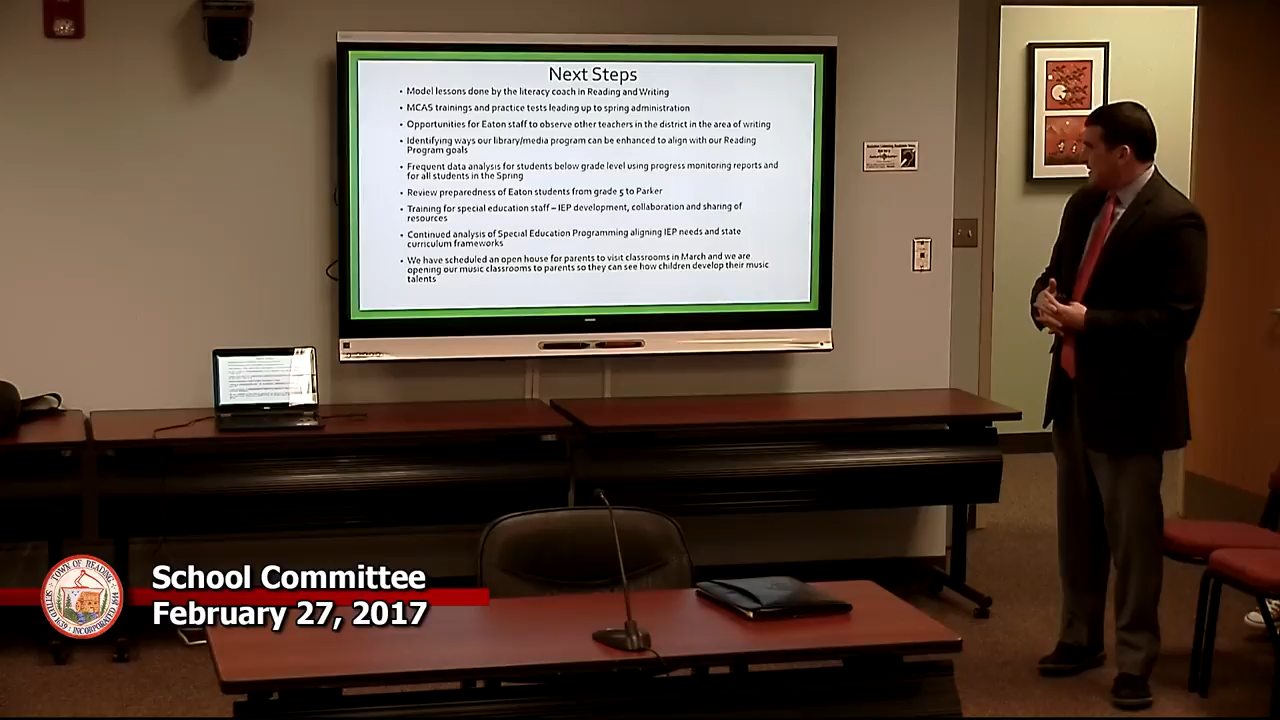 Next Steps
• Model lessons done by the literacy coach in Reading and Writing
• MCAS trainings and practice tests leading up to spring administration
• Opportunities for Eaton staff to observe other teachers in the district in the area of writing
• Identifying ways our library/media program can be enhanced to align with our Reading
Program goals
• Frequent data analysis for students below grade level using progress monitoring reports and
for all students in the Spring
• Review preparedness of Eaton students from grade 5 to Parker
• Training for special education staff – IEP development, collaboration and sharing of
resources
• Continued analysis of Special Education Programming aligning IEP needs and state
curriculum frameworks
• We have scheduled an open house for parents to visit classrooms in March and we are
opening our music classrooms to parents so they can see how children develop their music
talents
TOWN OF READING
INCORPORATED 1644
School Committee
February 27, 2017